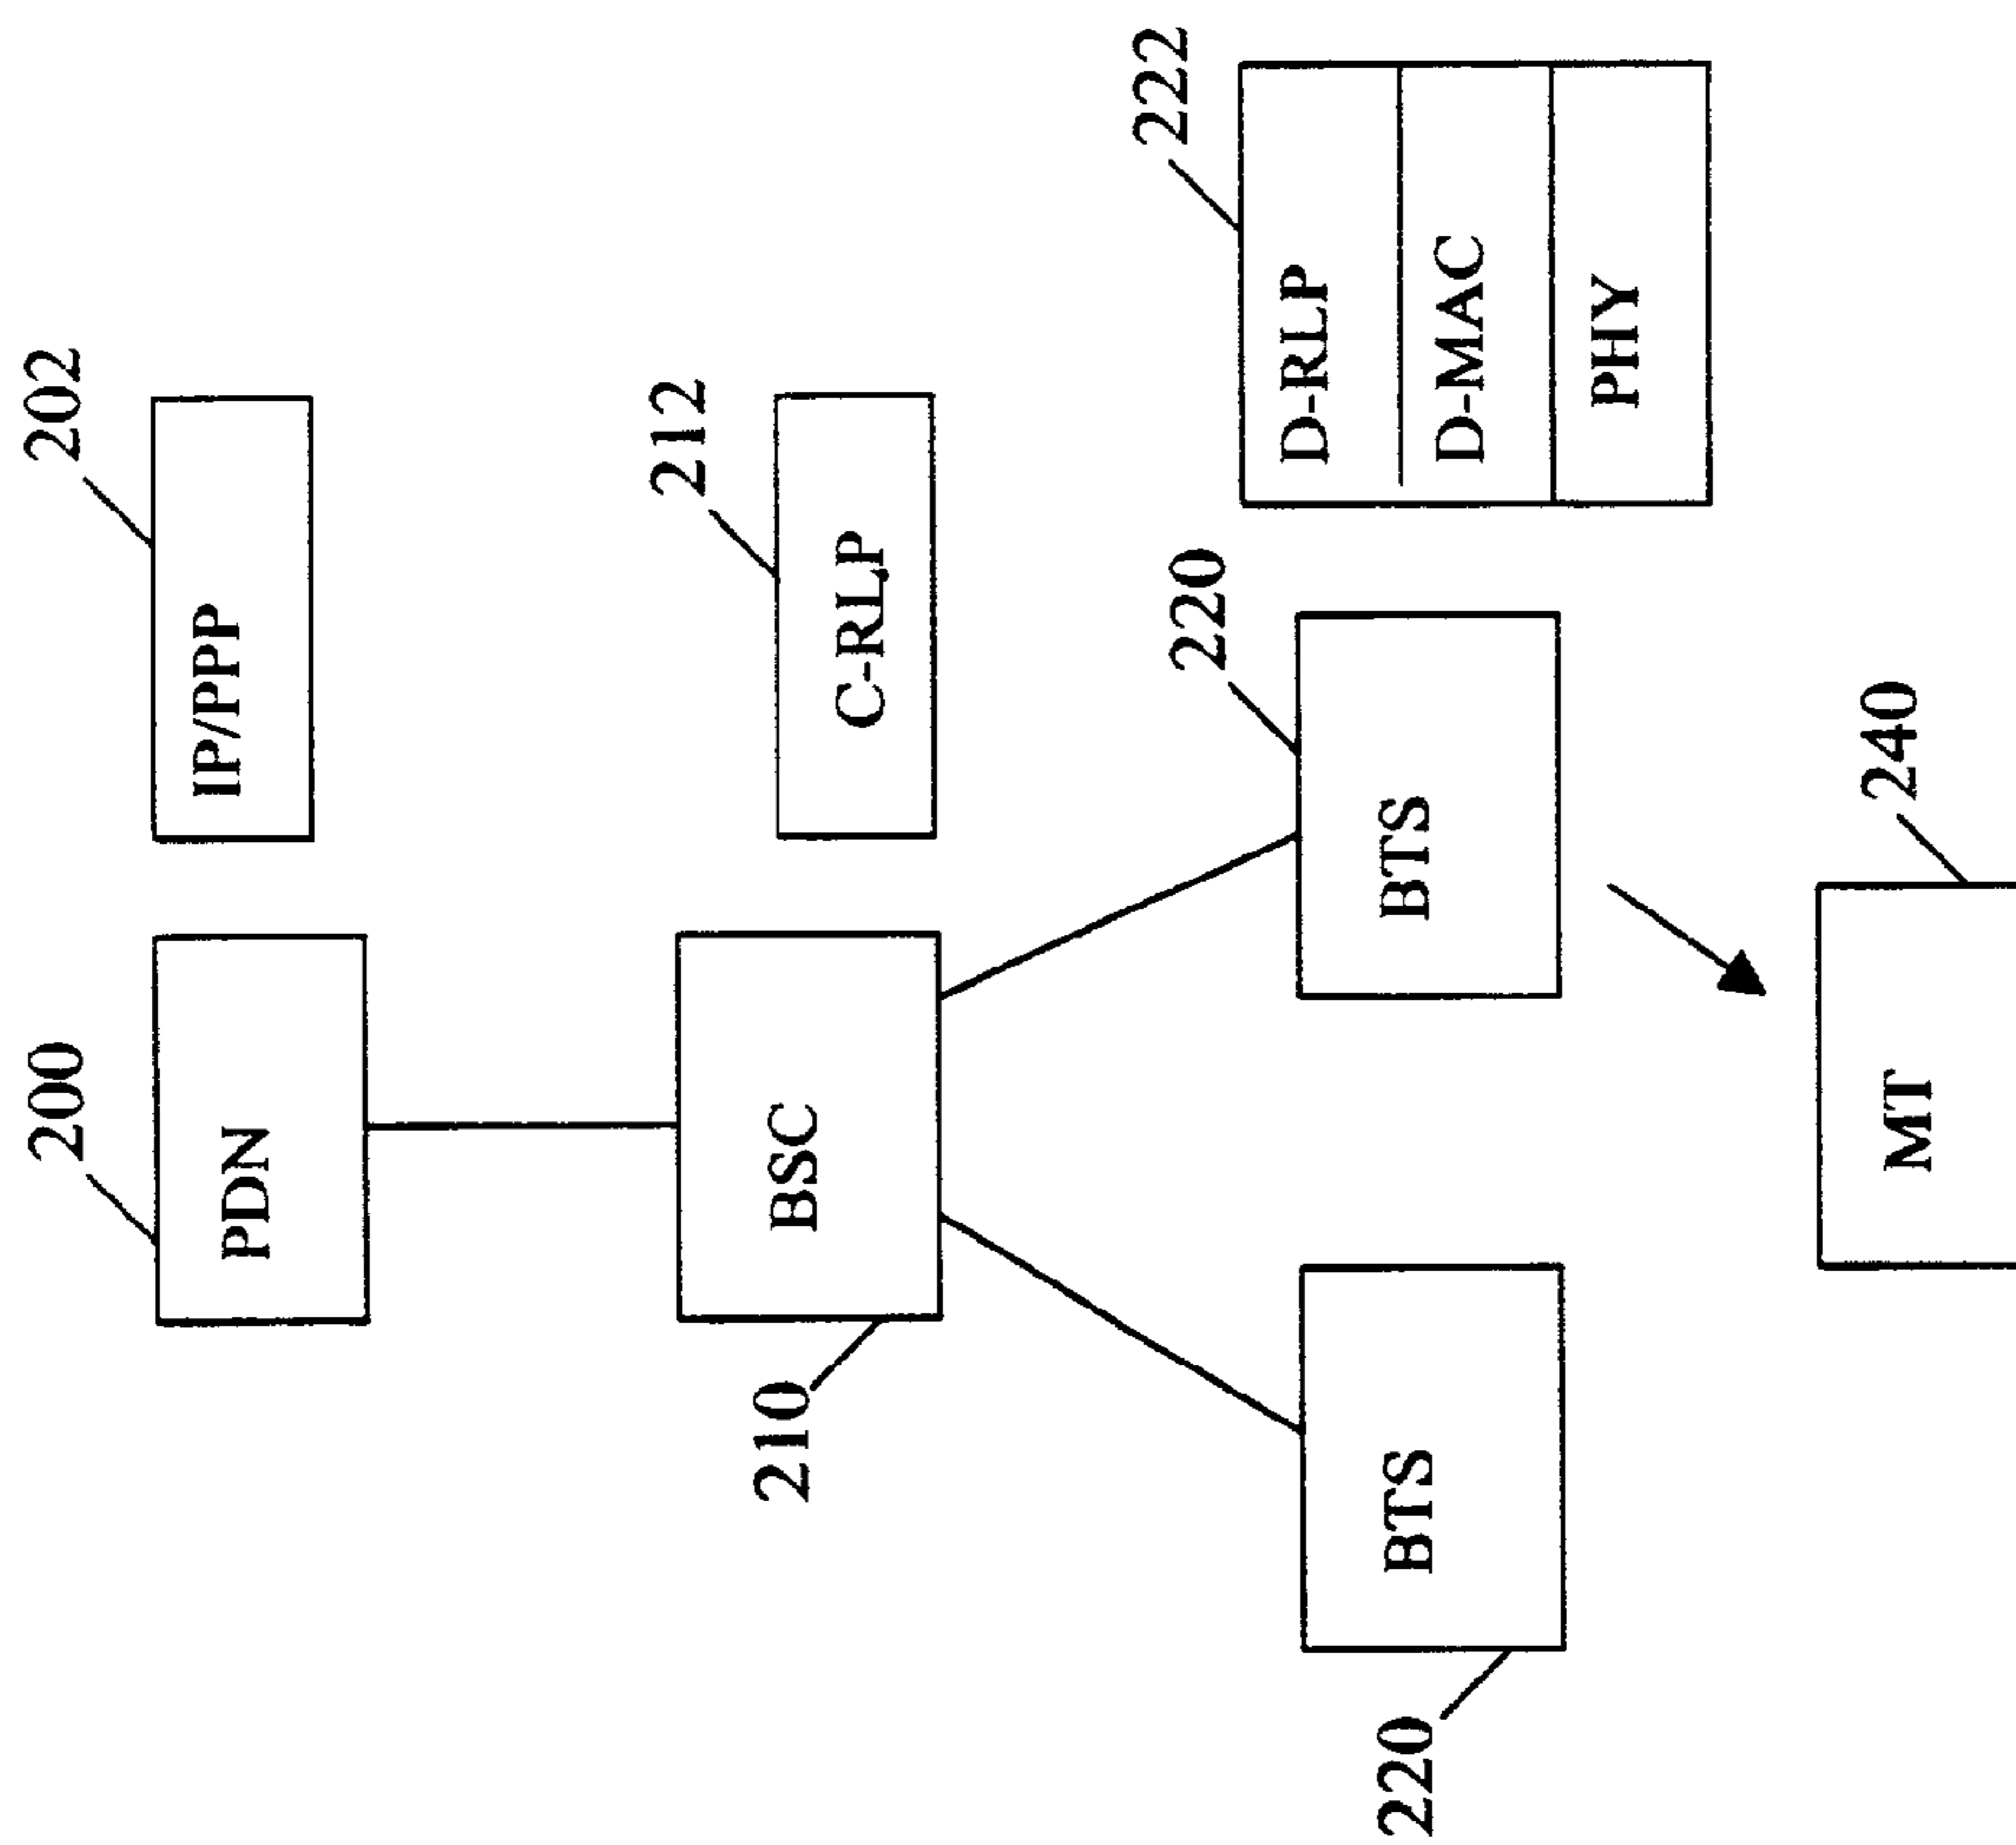 200
202
PDN
IP/PPP
210
212
BSC
C-RLP
220
220
222
BTS
BTS
D-RLP
D-MAC
PHY
240
MT